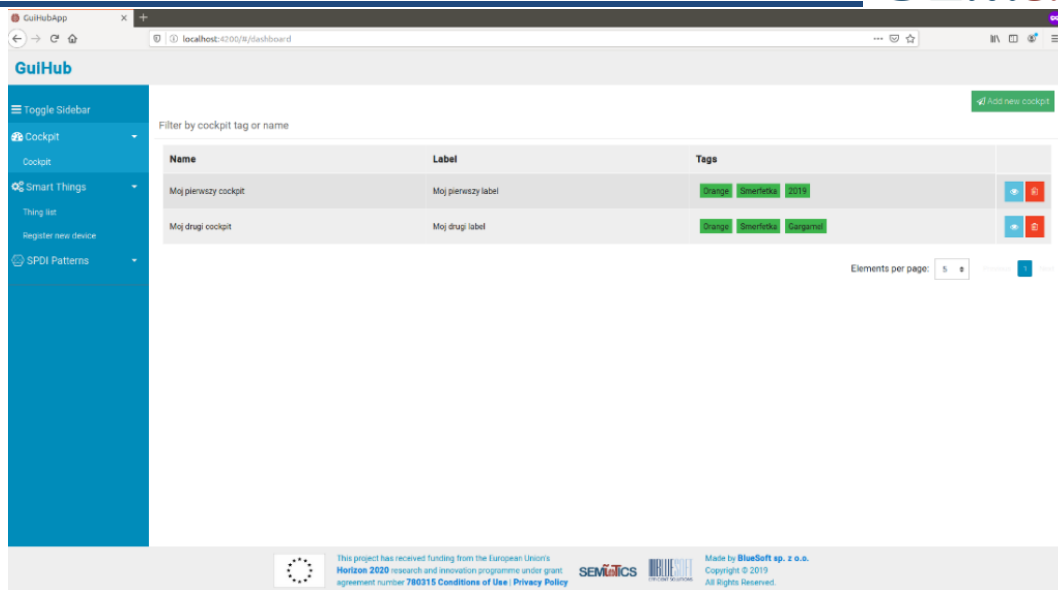 GuiHubApp
localhost:4200/#/dashboard
GuiHub
Toggle Sidebar
Add new cockpit
Filter by cockpit tag or name
Cockpit
Cockpit
Name Label Tags
Smart Things
Moj pierwszy cockpit Moj pierwszy label Orange Smerfetka 2019
Thing list
Moj drugi cockpit Moj drugi label Orange Smerfetka Gargamel
Register new device
SPDI Patterns
Elements per page: 5 1
This project has received funding from the European Union's
Horizon 2020 research and innovation programme under grant
agreement number 780315 Conditions of Use | Privacy Policy
SEMIoTICS
BLUESOFT
Made by BlueSoft sp. z o.o.
Copyright © 2019
All Rights Reserved.